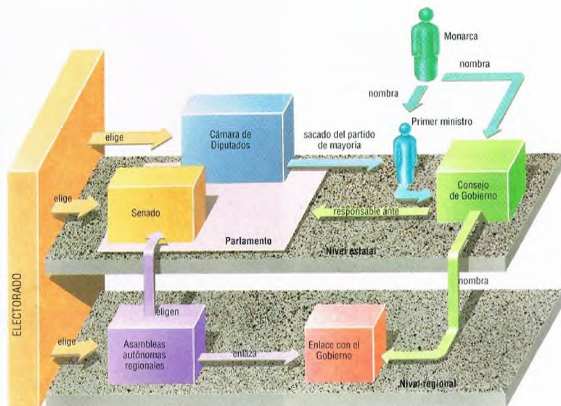 Monarca
nombra
nombra
Primer ministro
elige
Cámara de
Diputados
sacado del partido
de mayoria
Consejo
de Gobierno
elige
Senado
responsable ante
Parlamento
Nivel estatal
ELECTORADO
eligen
nombra
elige
Asambleas
autónomas
regionales
enlaza
Enlace con el
Gobierno
Nivel regional